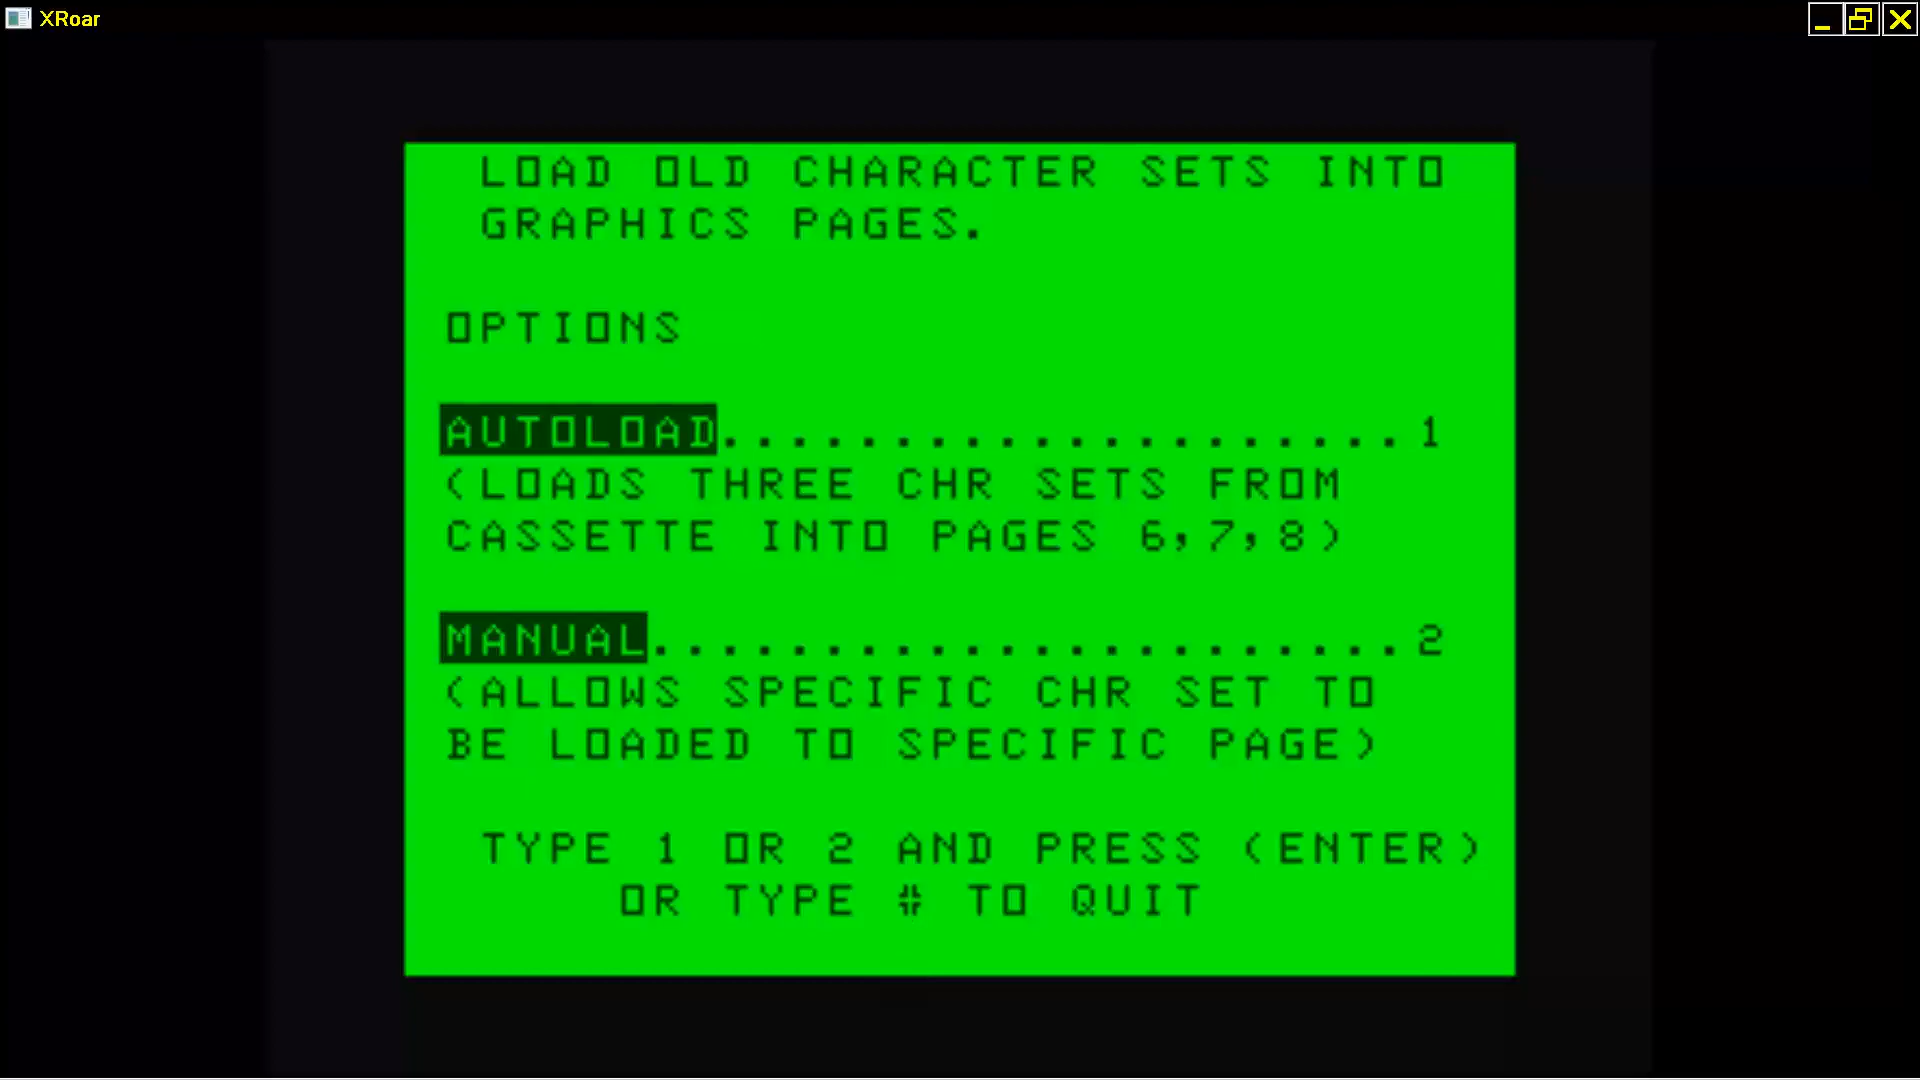 XRoar
LOAD OLD CHARACTER SETS INTO
GRAPHICS PAGES.
OPTIONS
AUTOLOAD....................1
(LOADS THREE CHR SETS FROM
CASSETTE INTO PAGES 6,7,8)
MANUAL......................2
(ALLOWS SPECIFIC CHR SET TO
BE LOADED TO SPECIFIC PAGE)
TYPE 1 OR 2 AND PRESS (ENTER)
OR TYPE # TO QUIT